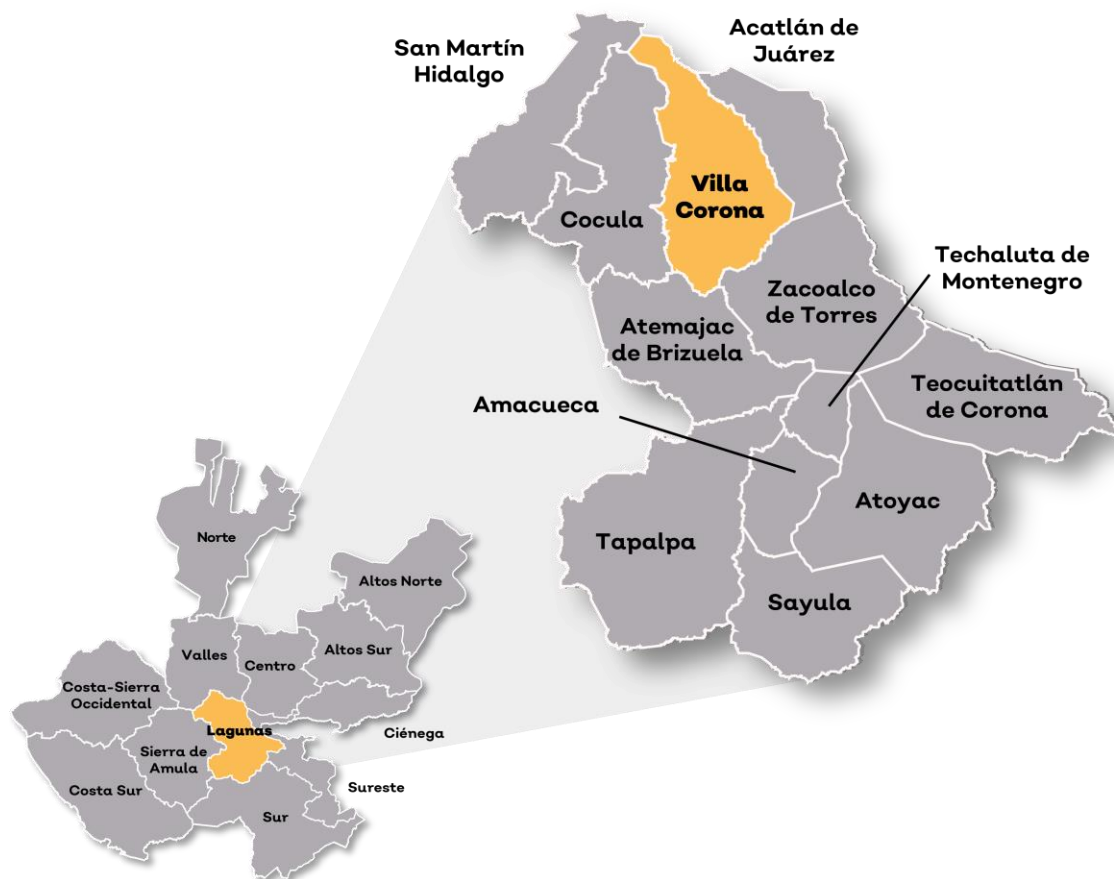 San Martín
Hidalgo
Acatlán de
Juárez
Villa
Corona
Cocula
Techaluta de
Montenegro
Zacoalco
de Torres
Atemajac
de Brizuela
Teocuitatlán
de Corona
Amacueca
Atoyac
Tapalpa
Sayula
Norte
Altos Norte
Valles
Centro
Altos Sur
Costa-Sierra
Occidental
Lagunas
Ciénega
Sierra de
Amula
Costa Sur
Sureste
Sur